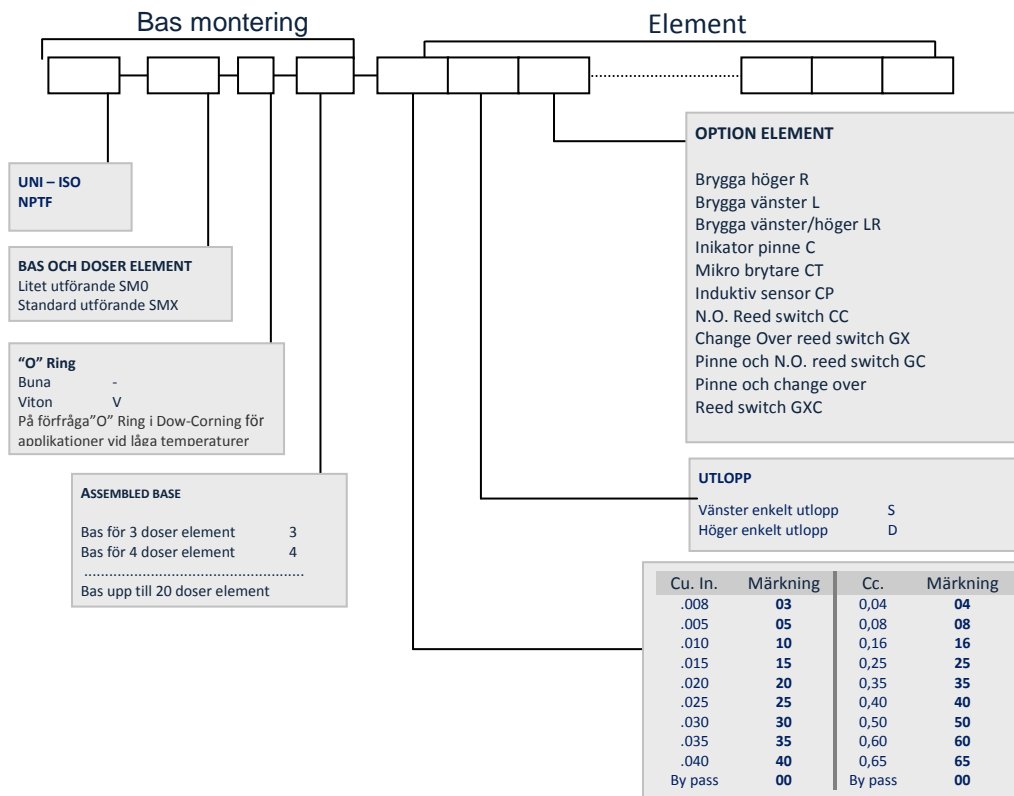 Bas montering
Element
UNI – ISO
NPTF
BAS OCH DOSER ELEMENT
Litet utförande SM0
Standard utförande SMX
“O” Ring
Buna -
Viton V
På förfråga”O” Ring i Dow-Corning för
applikationer vid låga temperaturer
ASSEMBLED BASE
Bas för 3 doser element 3
Bas för 4 doser element 4
......................................................
Bas upp till 20 doser element
OPTION ELEMENT
Brygga höger R
Brygga vänster L
Brygga vänster/höger LR
Inikator pinne C
Mikro brytare CT
Induktiv sensor CP
N.O. Reed switch CC
Change Over reed switch GX
Pinne och N.O. reed switch GC
Pinne och change over
Reed switch GXC
UTLOPP
Vänster enkelt utlopp S
Höger enkelt utlopp D
Cu. In. Märkning Cc. Märkning
.008 03 0,04 04
.005 05 0,08 08
.010 10 0,16 16
.015 15 0,25 25
.020 20 0,35 35
.025 25 0,40 40
.030 30 0,50 50
.035 35 0,60 60
.040 40 0,65 65
By pass 00 By pass 00